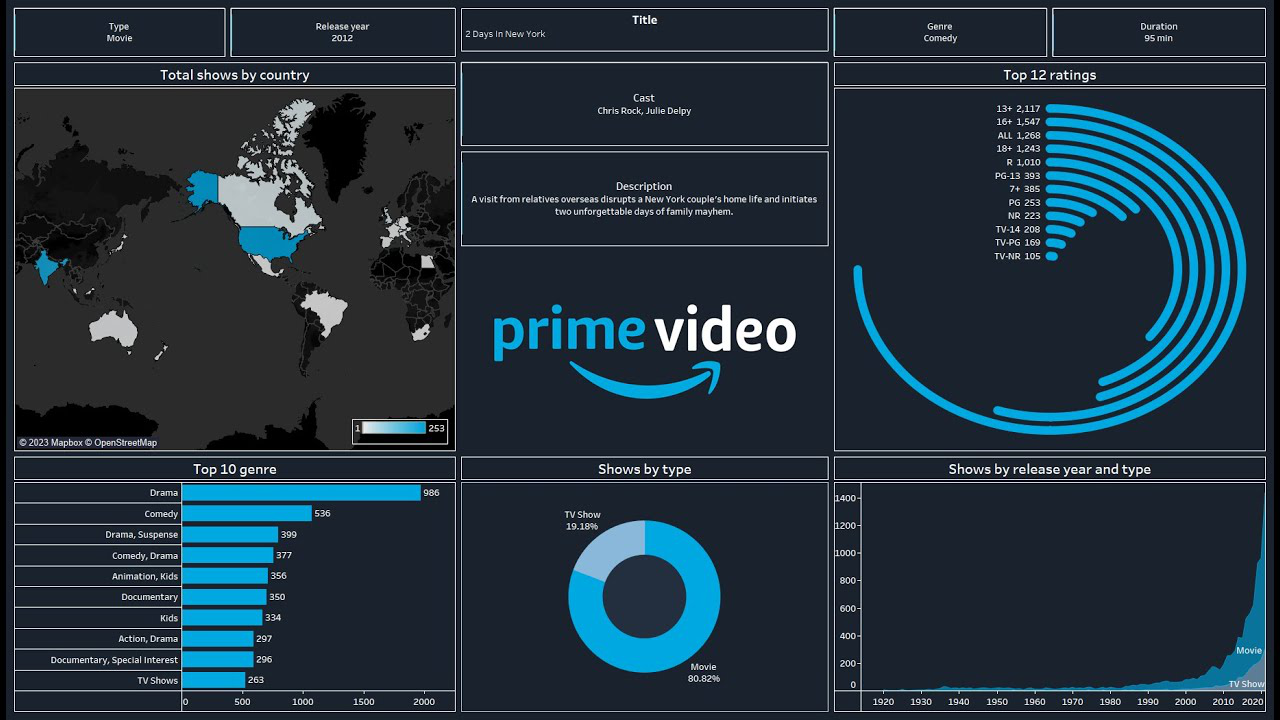 Type
Movie
Release year
2012
Title
2 Days In New York
Genre
Comedy
Duration
95 min
Total shows by country
© 2023 Mapbox © OpenStreetMap
1 253
Cast
Chris Rock, Julie Delpy
Description
A visit from relatives overseas disrupts a New York couple's home life and initiates
two unforgettable days of family mayhem.
prime video
Top 12 ratings
13+ 2,117
16+ 1,547
ALL 1,268
18+ 1,243
R 1,010
PG-13 393
7+ 385
PG 253
NR 223
TV-14 208
TV-PG 169
TV-NR 105
Top 10 genre
Drama 986
Comedy 536
Drama, Suspense 399
Comedy, Drama 377
Animation, Kids 356
Documentary 350
Kids 334
Action, Drama 297
Documentary, Special Interest 296
TV Shows 263
0 500 1000 1500 2000
Shows by type
TV Show
19.18%
Movie
80.82%
Shows by release year and type
1400
1200
1000
800
600
400
200
0
Movie
TV Show
1920 1930 1940 1950 1960 1970 1980 1990 2000 2010 2020